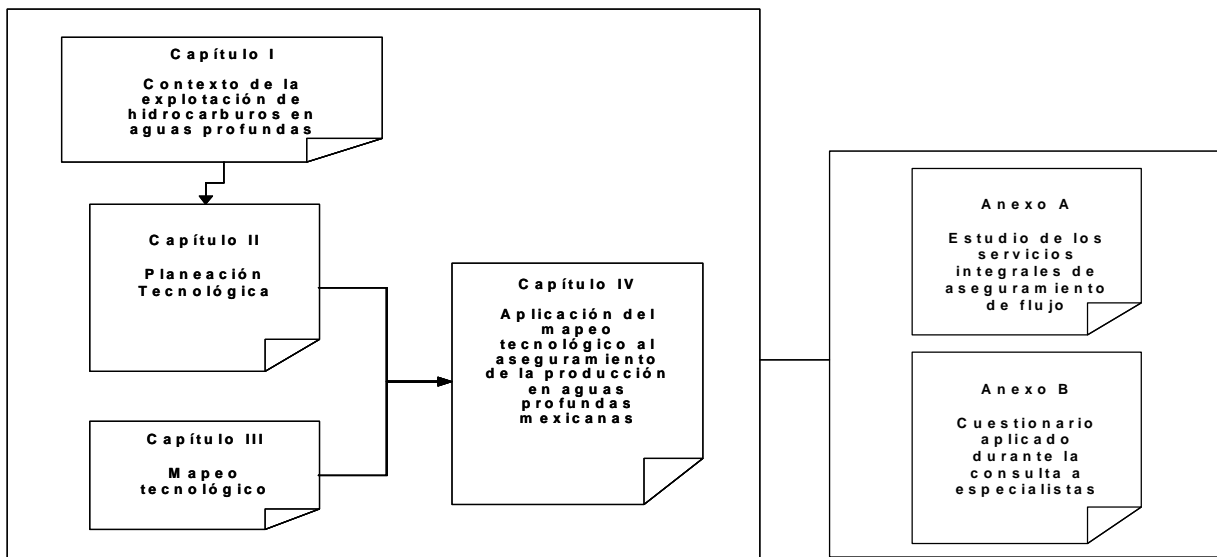 Capítulo I
Contexto de la
explotación de
hidrocarburos en
aguas profundas
Capítulo II
Planeación
Tecnológica
Capítulo III
Mapeo
tecnológico
Capítulo IV
Aplicación del
mapeo
tecnológico al
aseguramiento
de la producción
en aguas
profundas
mexicanas
Anexo A
Estudio de los
servicios
integrales de
aseguramiento
de flujo
Anexo B
Cuestionario
aplicado
durante la
consulta a
especialistas